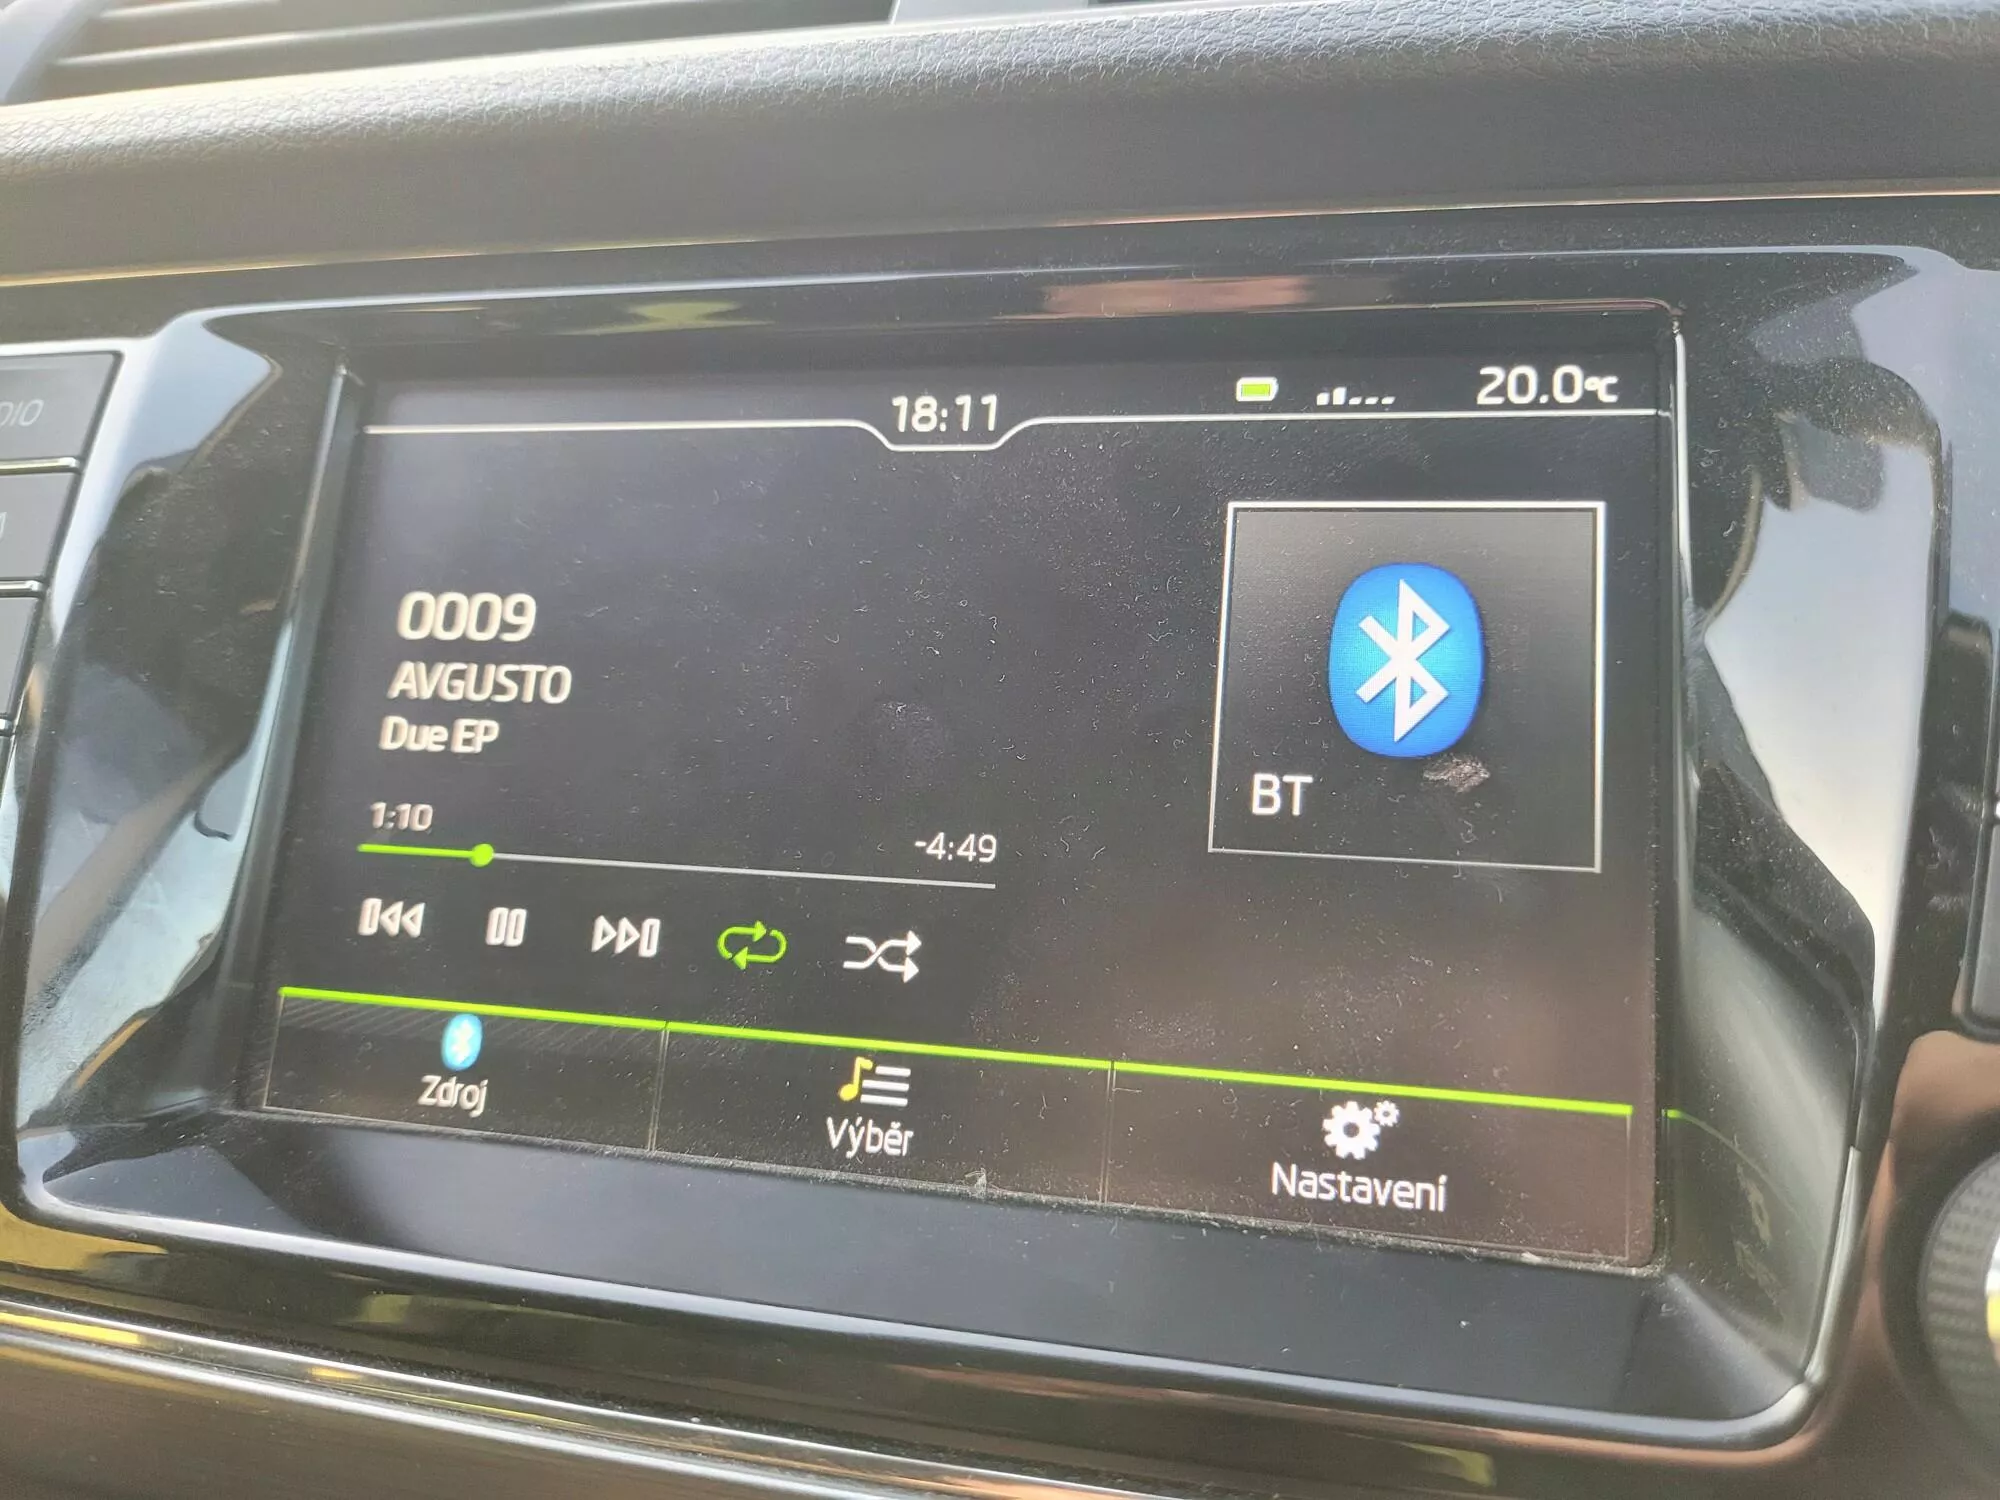 18:11
20.0°C
0009
AVGUSTO
Due EP
1:10
-4:49
BT
Zdroj
Výběr
Nastavení